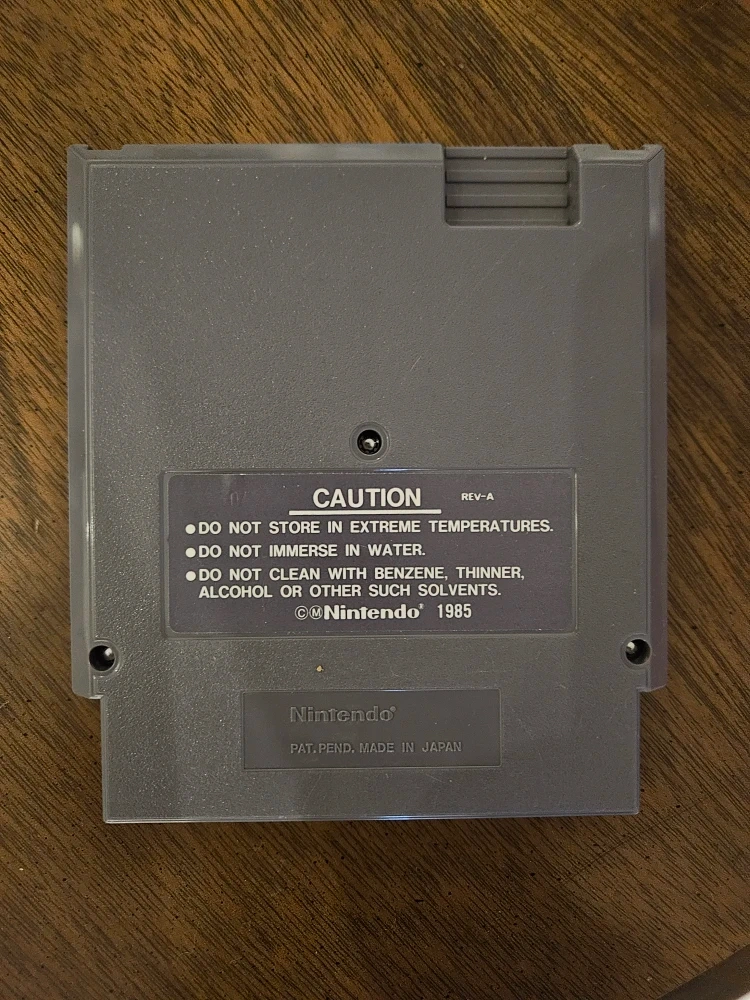 CAUTION REV-A
●DO NOT STORE IN EXTREME TEMPERATURES.
●DO NOT IMMERSE IN WATER.
●DO NOT CLEAN WITH BENZENE, THINNER,
ALCOHOL OR OTHER SUCH SOLVENTS.
©Ⓜ Nintendo® 1985
Nintendo®
PAT. PEND. MADE IN JAPAN